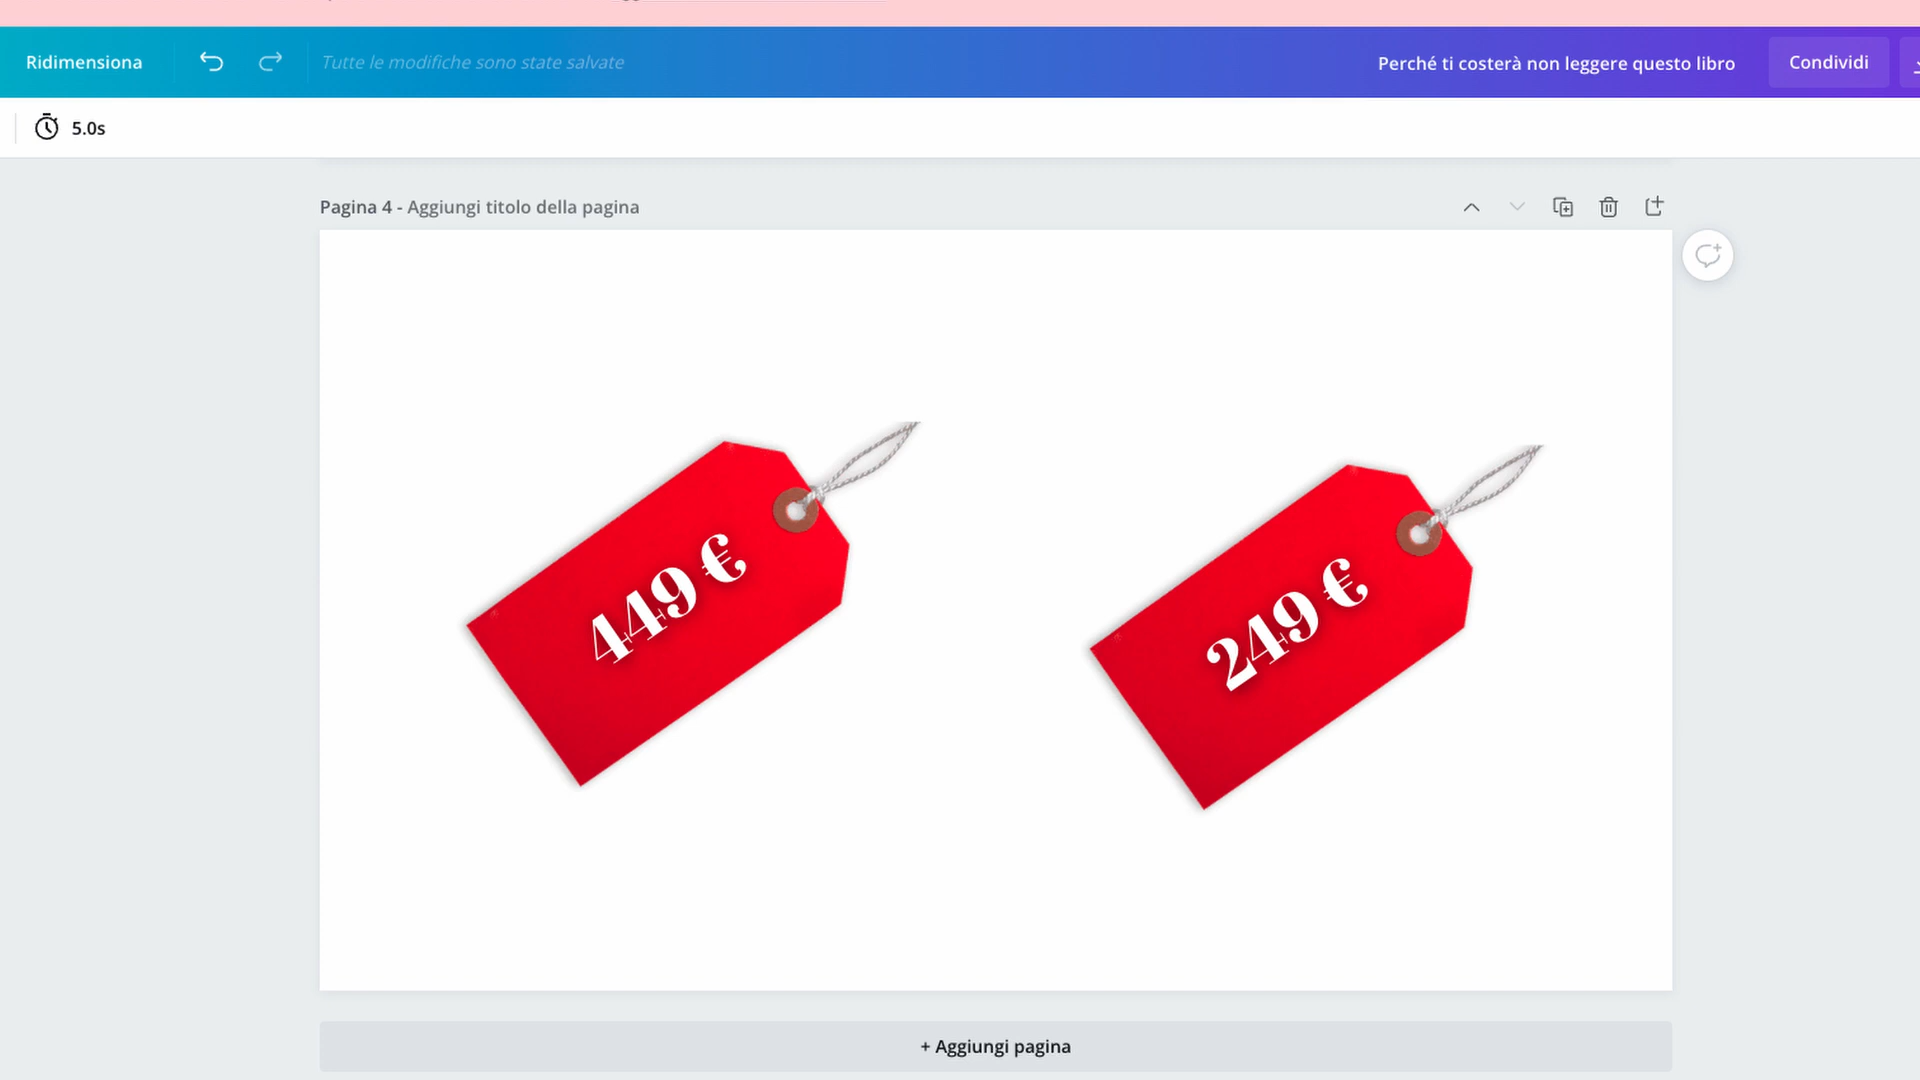 Ridimensiona
Tutte le modifiche sono state salvate
Perché ti costerà non leggere questo libro
Condividi
5.0s
Pagina 4 - Aggiungi titolo della pagina
449 €
249 €
+ Aggiungi pagina